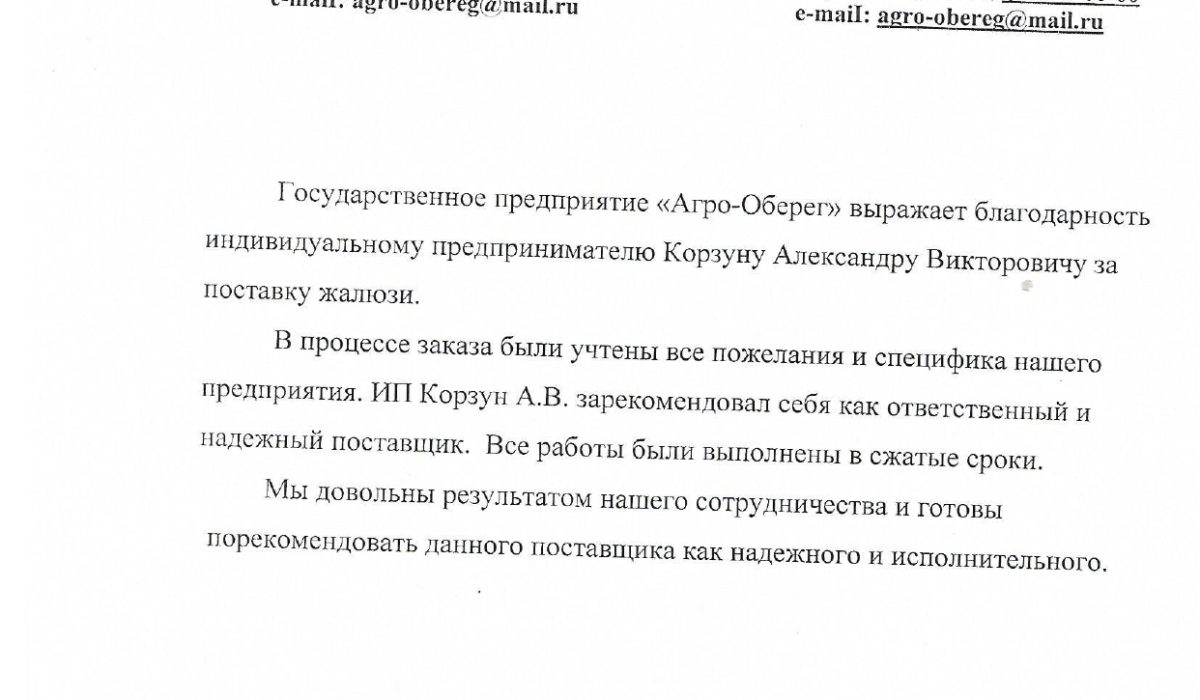 e-mail: agro-obereg@mail.ru
e-mail: agro-obereg@mail.ru
Государственное предприятие «Агро-Оберег» выражает благодарность
индивидуальному предпринимателю Корзуну Александру Викторовичу за
поставку жалюзи.
В процессе заказа были учтены все пожелания и специфика нашего
предприятия. ИП Корзун А.В. зарекомендовал себя как ответственный и
надежный поставщик. Все работы были выполнены в сжатые сроки.
Мы довольны результатом нашего сотрудничества и готовы
порекомендовать данного поставщика как надежного и исполнительного.